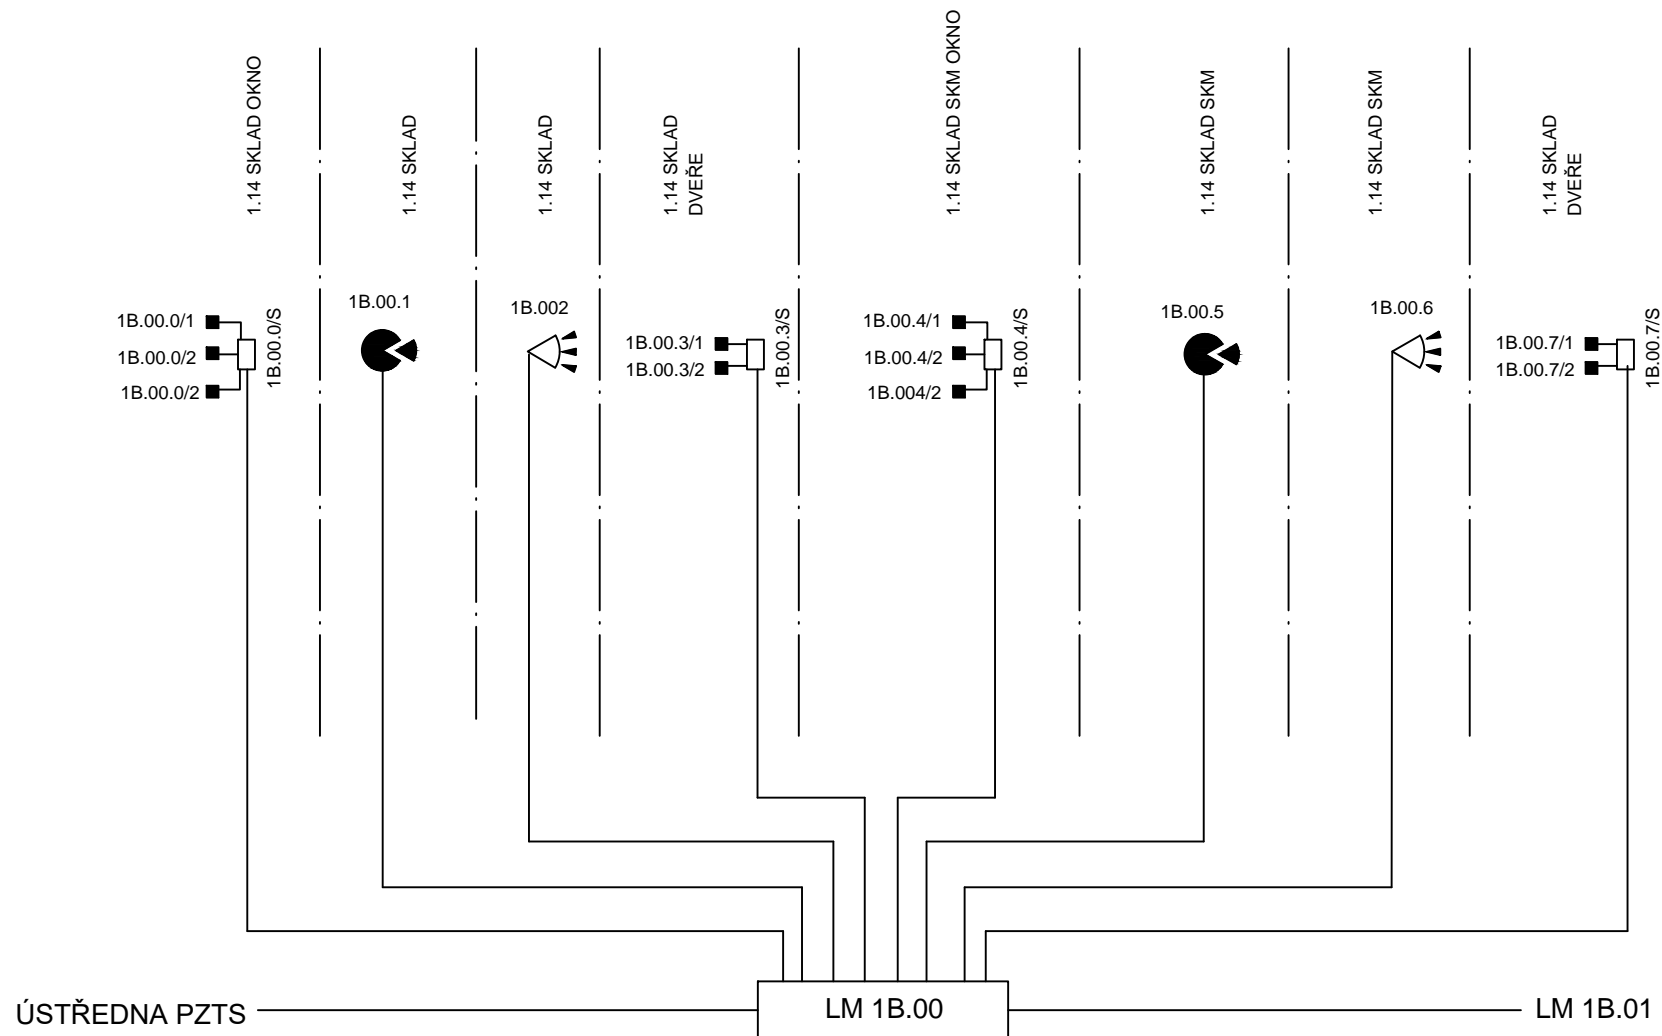 1.14 SKLAD OKNO
1.14 SKLAD
1.14 SKLAD
1.14 SKLAD
DVEŘE
1.14 SKLAD SKM OKNO
1.14 SKLAD SKM
1.14 SKLAD SKM
1.14 SKLAD
DVEŘE
1B.00.0/1
1B.00.0/2
1B.00.0/2
1B.00.0/S
1B.00.1
1B.002
1B.00.3/1
1B.00.3/2
1B.00.3/S
1B.00.4/1
1B.00.4/2
1B.004/2
1B.00.4/S
1B.00.5
1B.00.6
1B.00.7/1
1B.00.7/2
1B.00.7/S
ÚSTŘEDNA PZTS
LM 1B.00
LM 1B.01